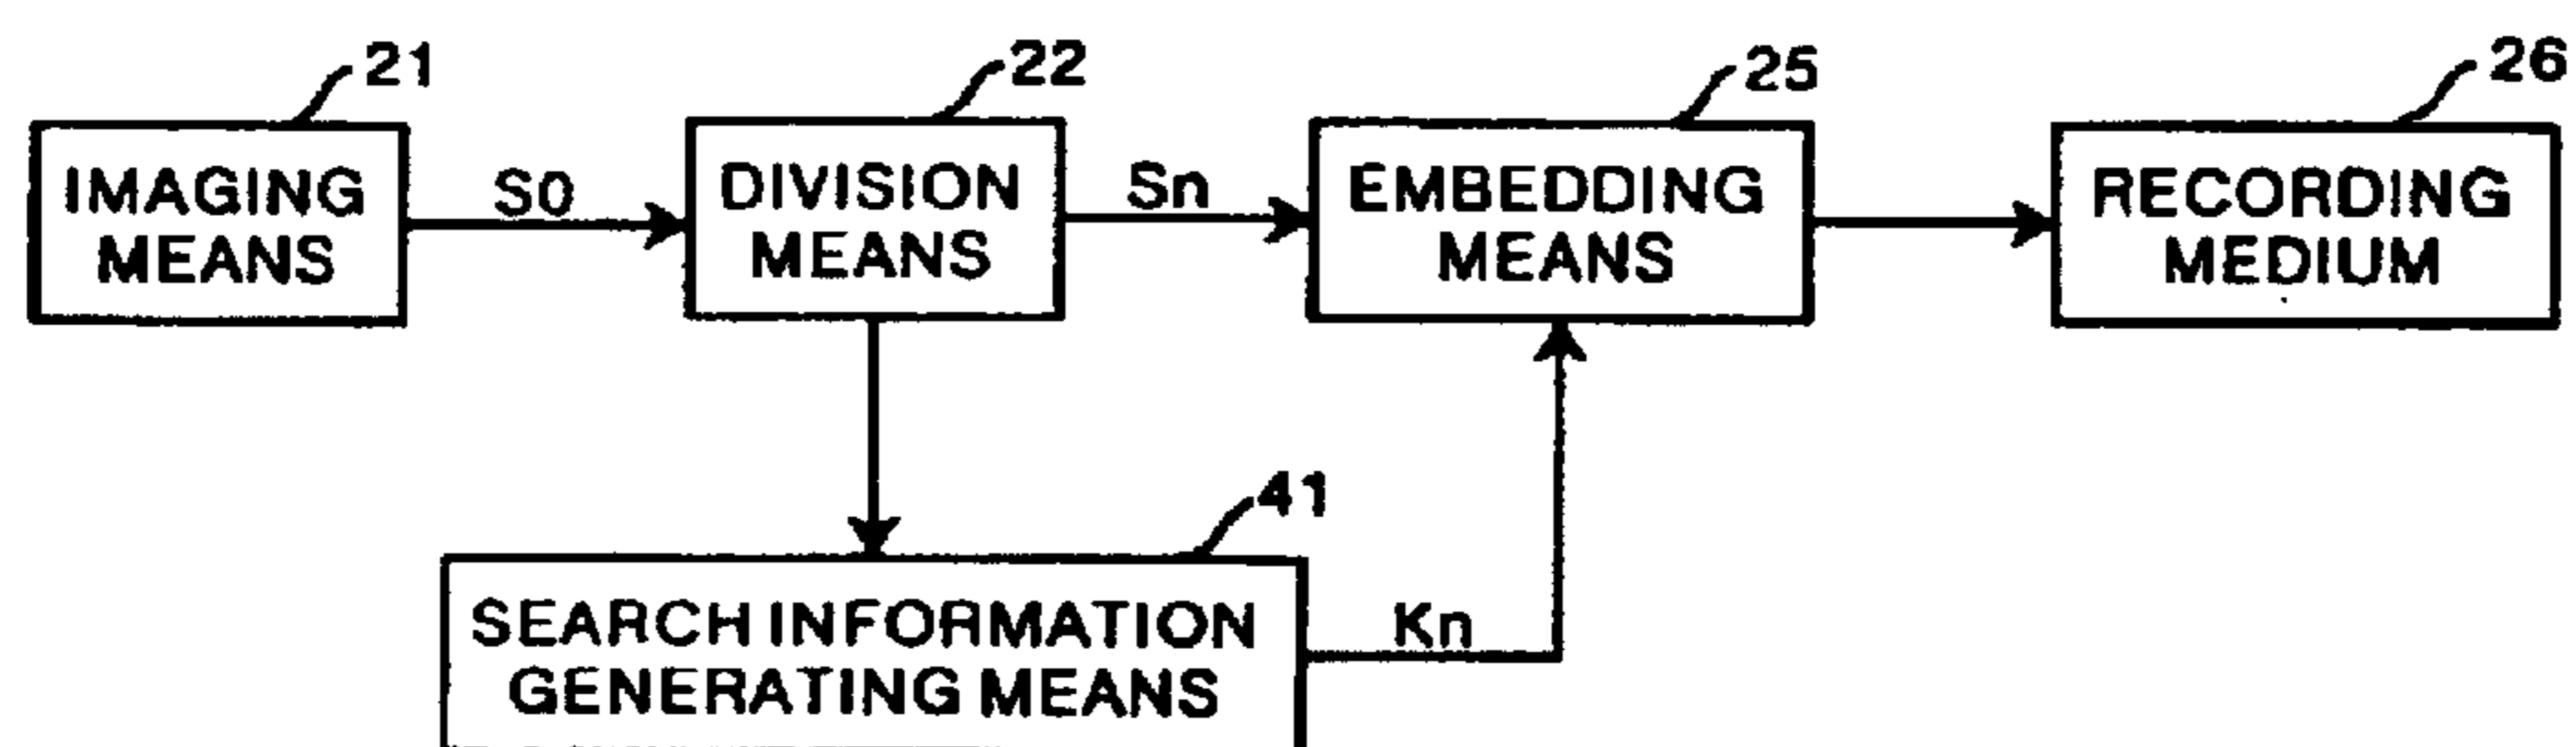 21
22
25
26
IMAGING
MEANS
S0
DIVISION
MEANS
Sn
EMBEDDING
MEANS
RECORDING
MEDIUM
41
SEARCH INFORMATION
GENERATING MEANS
Kn